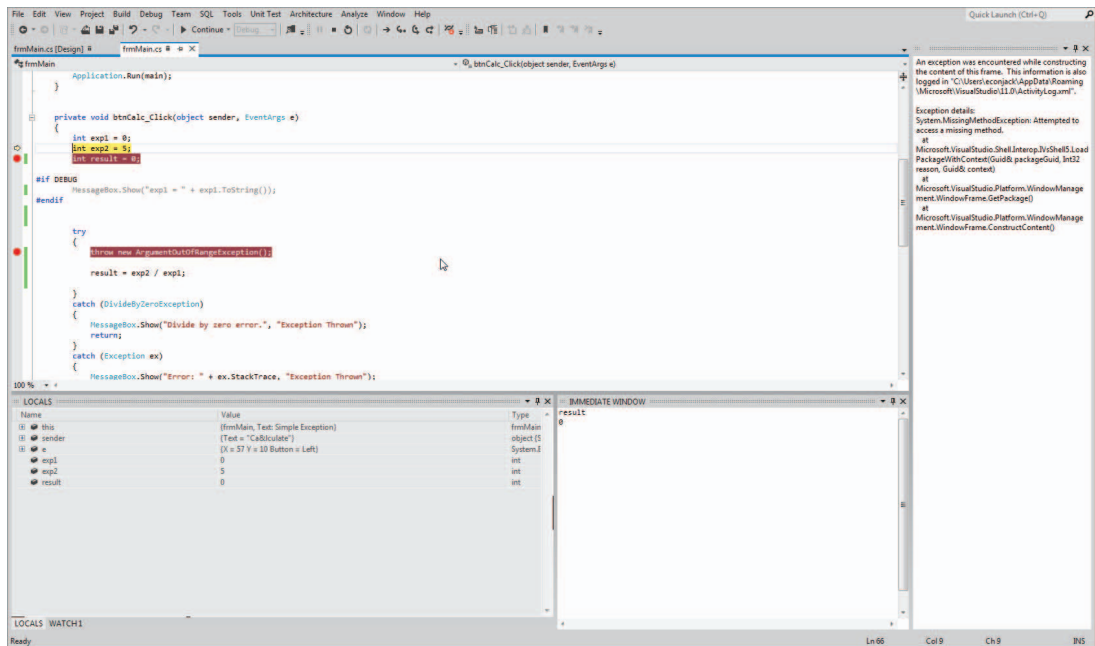 File Edit View Project Build Debug Team SQL Tools Unit Test Architecture Analyze Window Help
Quick Launch (Ctrl+Q)
Continue Debug
frmMain.cs [Design] frmMain.cs
frmMain
btnCalc_Click(object sender, EventArgs e)
Application.Run(main);
}
private void btnCalc_Click(object sender, EventArgs e)
{
int exp1 = 0;
int exp2 = 5;
int result = 0;
#if DEBUG
MessageBox.Show("exp1 = " + exp1.ToString());
#endif
try
{
throw new ArgumentOutOfRangeException();
result = exp2 / exp1;
}
catch (DivideByZeroException)
{
MessageBox.Show("Divide by zero error.", "Exception Thrown");
return;
}
catch (Exception ex)
{
MessageBox.Show("Error: " + ex.StackTrace, "Exception Thrown");
100 %
An exception was encountered while constructing
the content of this frame. This information is also
logged in "C:\Users\econjack\AppData\Roaming
\Microsoft\VisualStudio\11.0\ActivityLog.xml".
Exception details:
System.MissingMethodException: Attempted to
access a missing method.
at
Microsoft.VisualStudio.Shell.Interop.IVsShell5.Load
PackageWithContext(Guid& packageGuid, Int32
reason, Guid& context)
at
Microsoft.VisualStudio.Platform.WindowManage
ment.WindowFrame.GetPackage()
at
Microsoft.VisualStudio.Platform.WindowManage
ment.WindowFrame.ConstructContent()
LOCALS
Name Value Type
this {frmMain, Text: Simple Exception} frmMain
sender {Text = "Ca&lculate"} object {S
e {X = 57 Y = 10 Button = Left} System.E
exp1 0 int
exp2 5 int
result 0 int
IMMEDIATE WINDOW
result
0
LOCALS WATCH 1
Ready
Ln 66 Col 9 Ch 9 INS